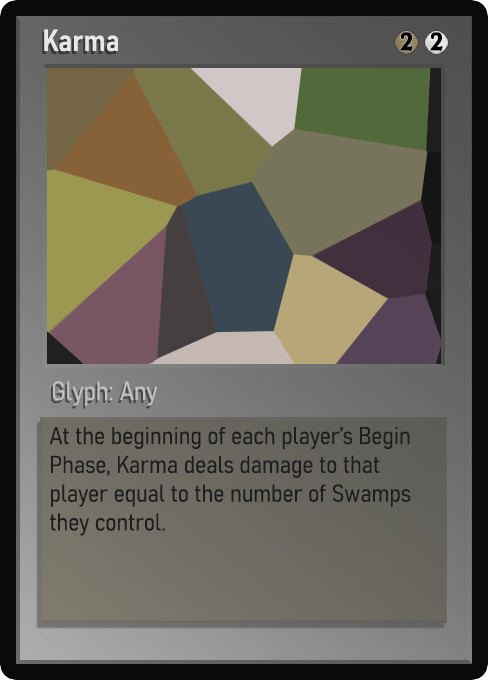 Karma 2 2
Glyph: Any
At the beginning of each player's Begin
Phase, Karma deals damage to that
player equal to the number of Swamps
they control.